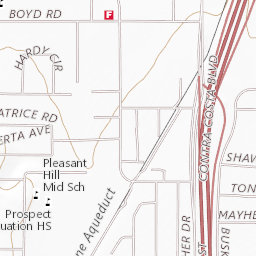 BOYD RD
F
HARDY CIR
ATRICE RD
ERTA AVE
CONTRA COSTA BLVD
Pleasant
Hill
Mid Sch
SHAV
TON
Prospect
uation HS
ne Aqueduct
HER DR
ST
MAYHE
BUSK